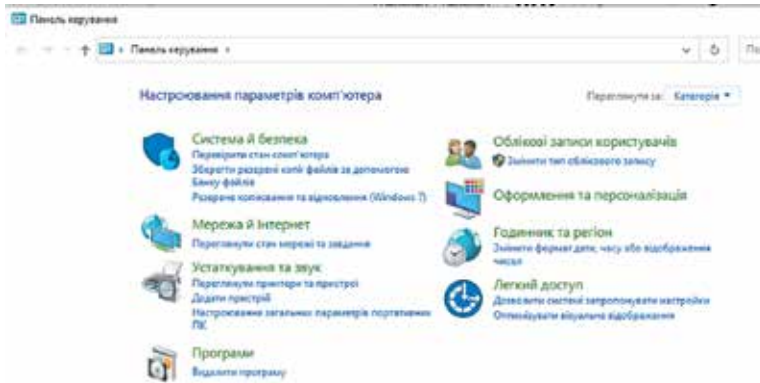 Панель керування
Панель керування
Настроювання параметрів комп'ютера
Переглянути за: Категорія
Система й безпека
Перевірити стан комп'ютера
Зберегти резервні копії файлів за допомогою
Банку файлів
Резервне копіювання та відновлення (Windows 7)
Мережа й Інтернет
Переглянути стан мережі та завдання
Устаткування та звук
Переглянути принтери та пристрої
Додати пристрій
Настроювання загальних параметрів портативних
ПК
Програми
Видалити програму
Облікові записи користувачів
Змінити тип облікового запису
Оформлення та персоналізація
Годинник та регіон
Змінити формат дати, часу або відображення
чисел
Легкий доступ
Дозволити системі запропонувати настройки
Оптимізувати візуальне відображення